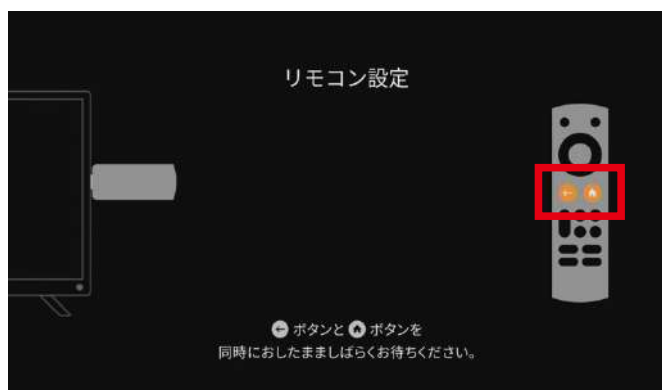 リモコン設定
ボタンと ボタンを
同時におしたまましばらくお待ちください。